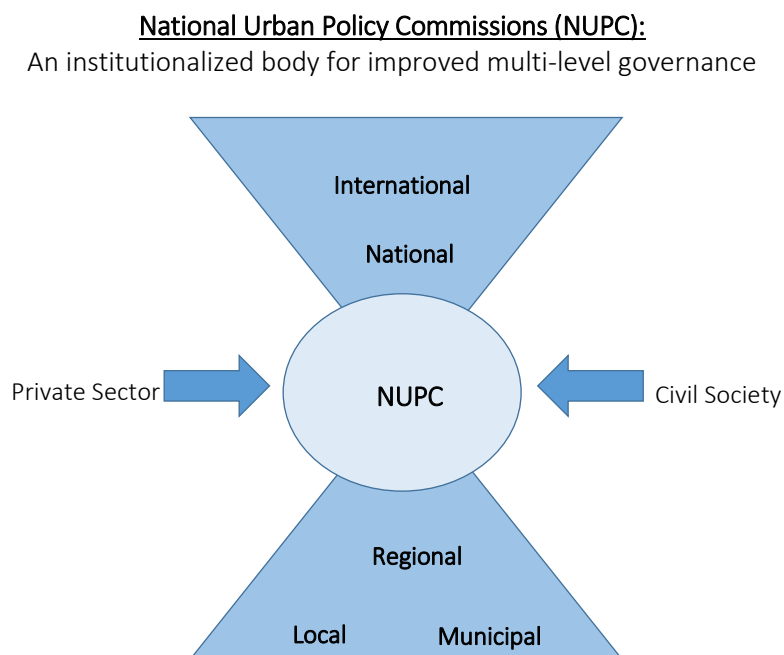 National Urban Policy Commissions (NUPC):
An institutionalized body for improved multi-level governance
International
National
Private Sector
NUPC
Civil Society
Regional
Local
Municipal